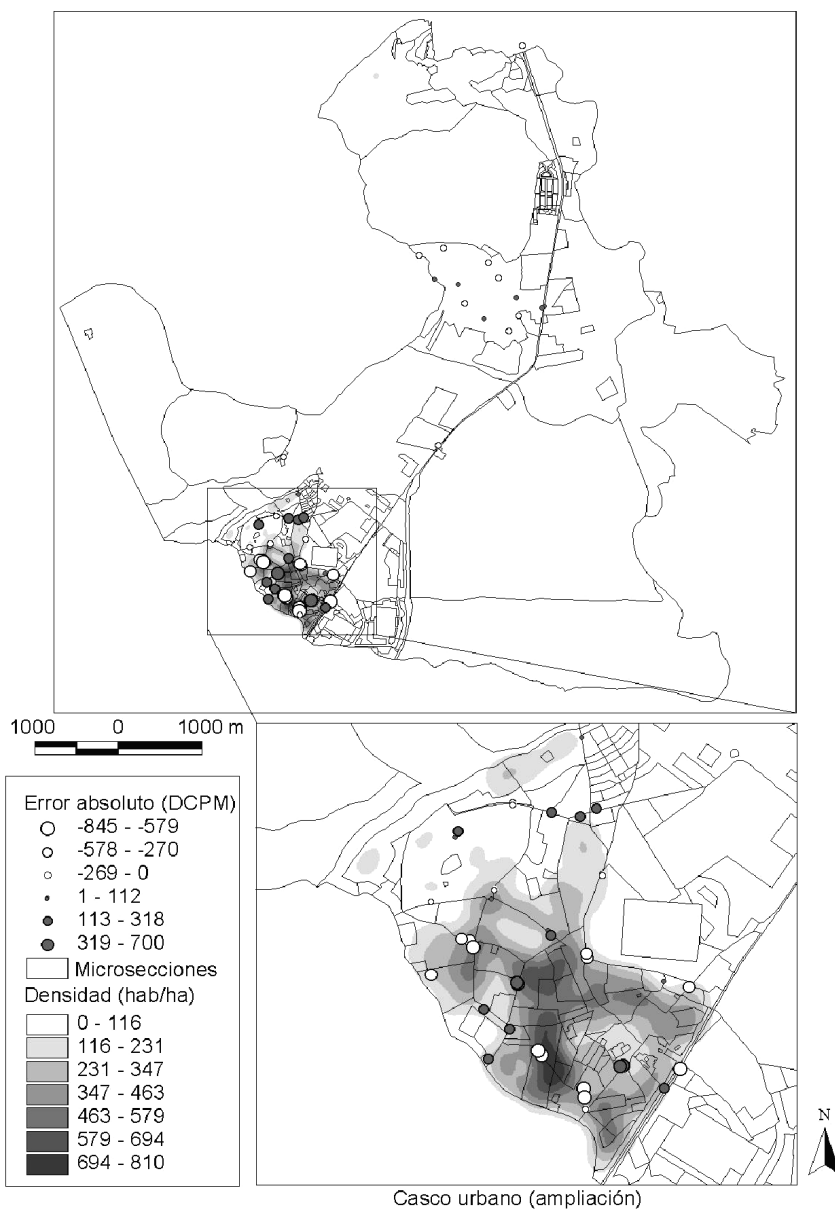 1000 0 1000 m
Error absoluto (DCPM)
-845 - -579
-578 - -270
-269 - 0
1 - 112
113 - 318
319 - 700
Microsecciones
Densidad (hab/ha)
0 - 116
116 - 231
231 - 347
347 - 463
463 - 579
579 - 694
694 - 810
N
Casco urbano (ampliación)